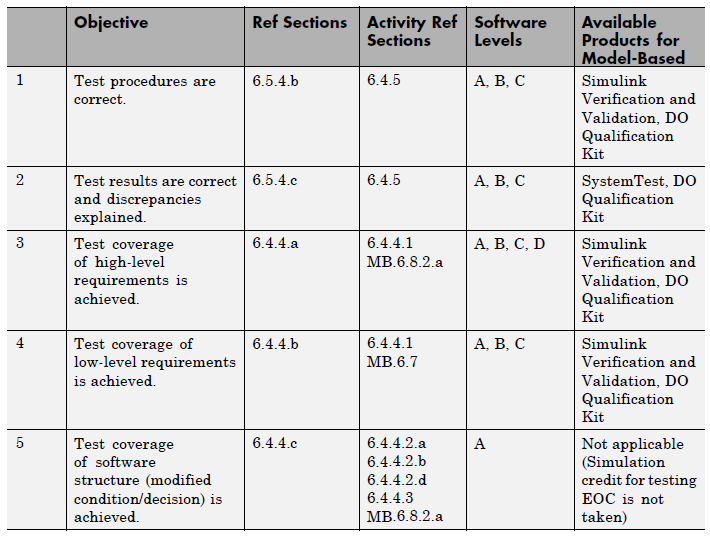 Objective
Ref Sections
Activity Ref
Sections
Software
Levels
Available
Products for
Model-Based
1
Test procedures are
correct.
6.5.4.b
6.4.5
A, B, C
Simulink
Verification and
Validation, DO
Qualification
Kit
2
Test results are correct
and discrepancies
explained.
6.5.4.c
6.4.5
A, B, C
SystemTest, DO
Qualification
Kit
3
Test coverage
of high-level
requirements is
achieved.
6.4.4.a
6.4.4.1
MB.6.8.2.a
A, B, C, D
Simulink
Verification and
Validation, DO
Qualification
Kit
4
Test coverage of
low-level requirements
is achieved.
6.4.4.b
6.4.4.1
MB.6.7
A, B, C
Simulink
Verification and
Validation, DO
Qualification
Kit
5
Test coverage
of software
structure (modified
condition/decision) is
achieved.
6.4.4.c
6.4.4.2.a
6.4.4.2.b
6.4.4.2.d
6.4.4.3
MB.6.8.2.a
A
Not applicable
(Simulation
credit for testing
EOC is not
taken)